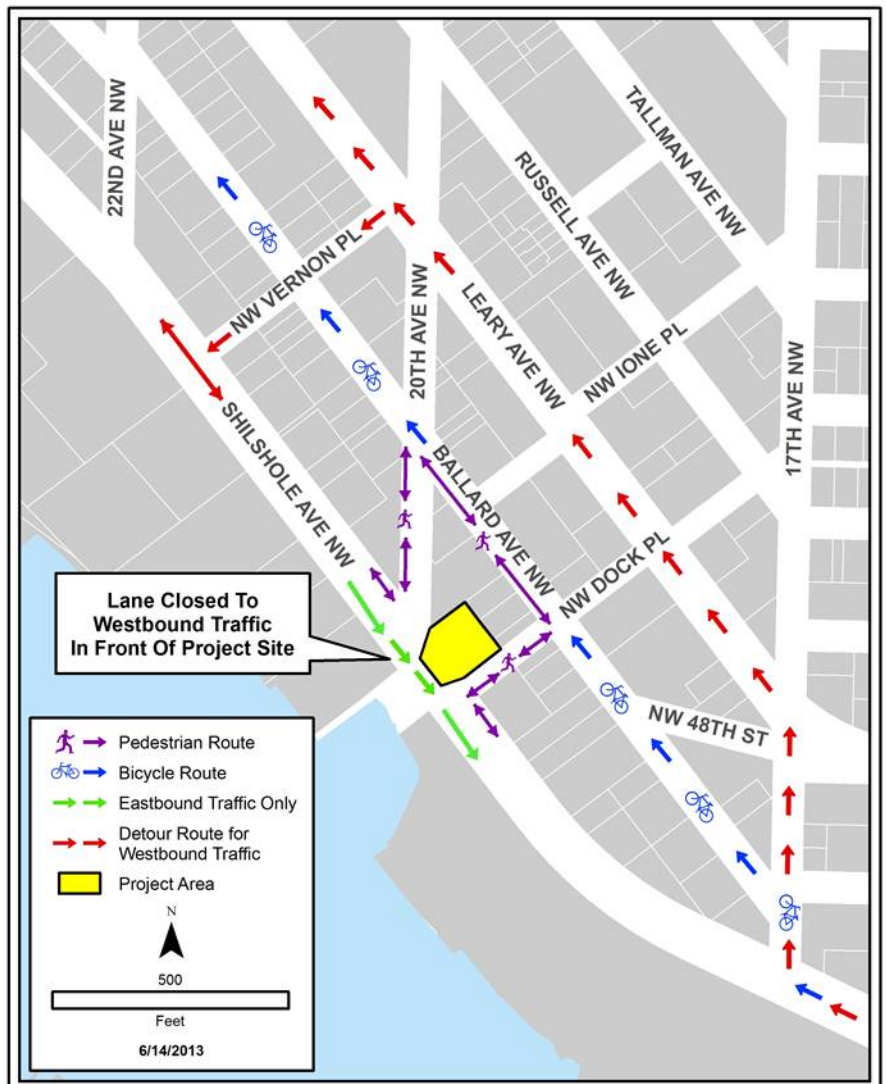 22ND AVE NW
TALLMAN AVE NW
RUSSELL AVE NW
NW VERNON PL
20TH AVE NW
LEARY AVE NW
NW IONE PL
17TH AVE NW
SHILSHOLE AVE NW
BALLARD AVE NW
NW DOCK PL
NW 48TH ST
Lane Closed To
Westbound Traffic
In Front Of Project Site
Pedestrian Route
Bicycle Route
Eastbound Traffic Only
Detour Route for
Westbound Traffic
Project Area
N
500
Feet
6/14/2013